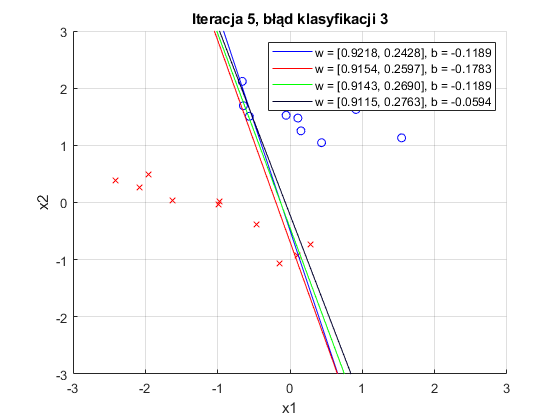 Iteracja 5, błąd klasyfikacji 3
w = [0.9218, 0.2428], b = -0.1189
w = [0.9154, 0.2597], b = -0.1783
w = [0.9143, 0.2690], b = -0.1189
w = [0.9115, 0.2763], b = -0.0594
3
2
1
0
-1
-2
-3
x2
-3 -2 -1 0 1 2 3
x1